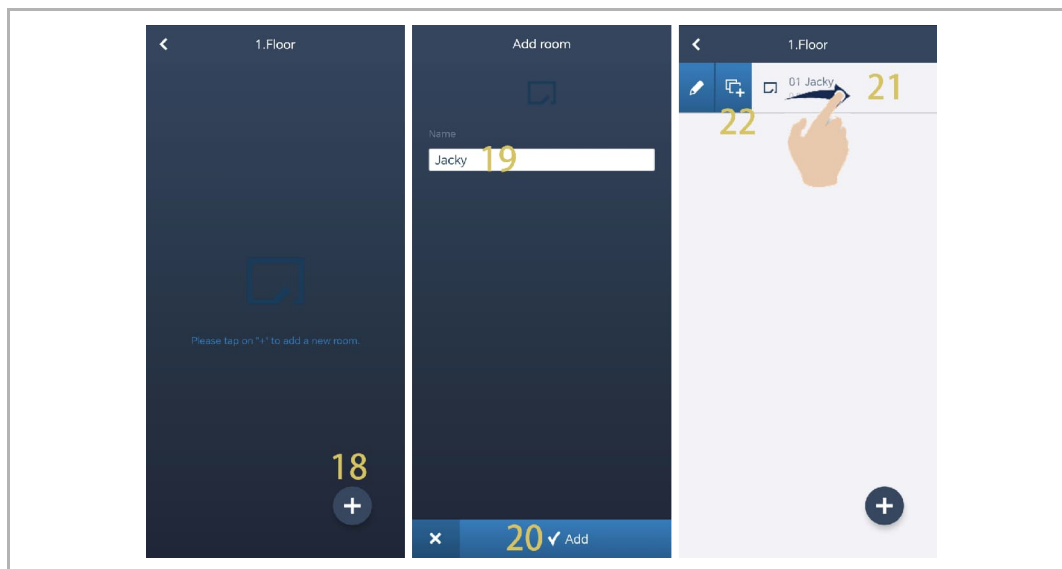 1.Floor
Please tap on "+" to add a new room.
18
Add room
Name
Jacky 19
20 Add
1.Floor
01 Jacky
21
22